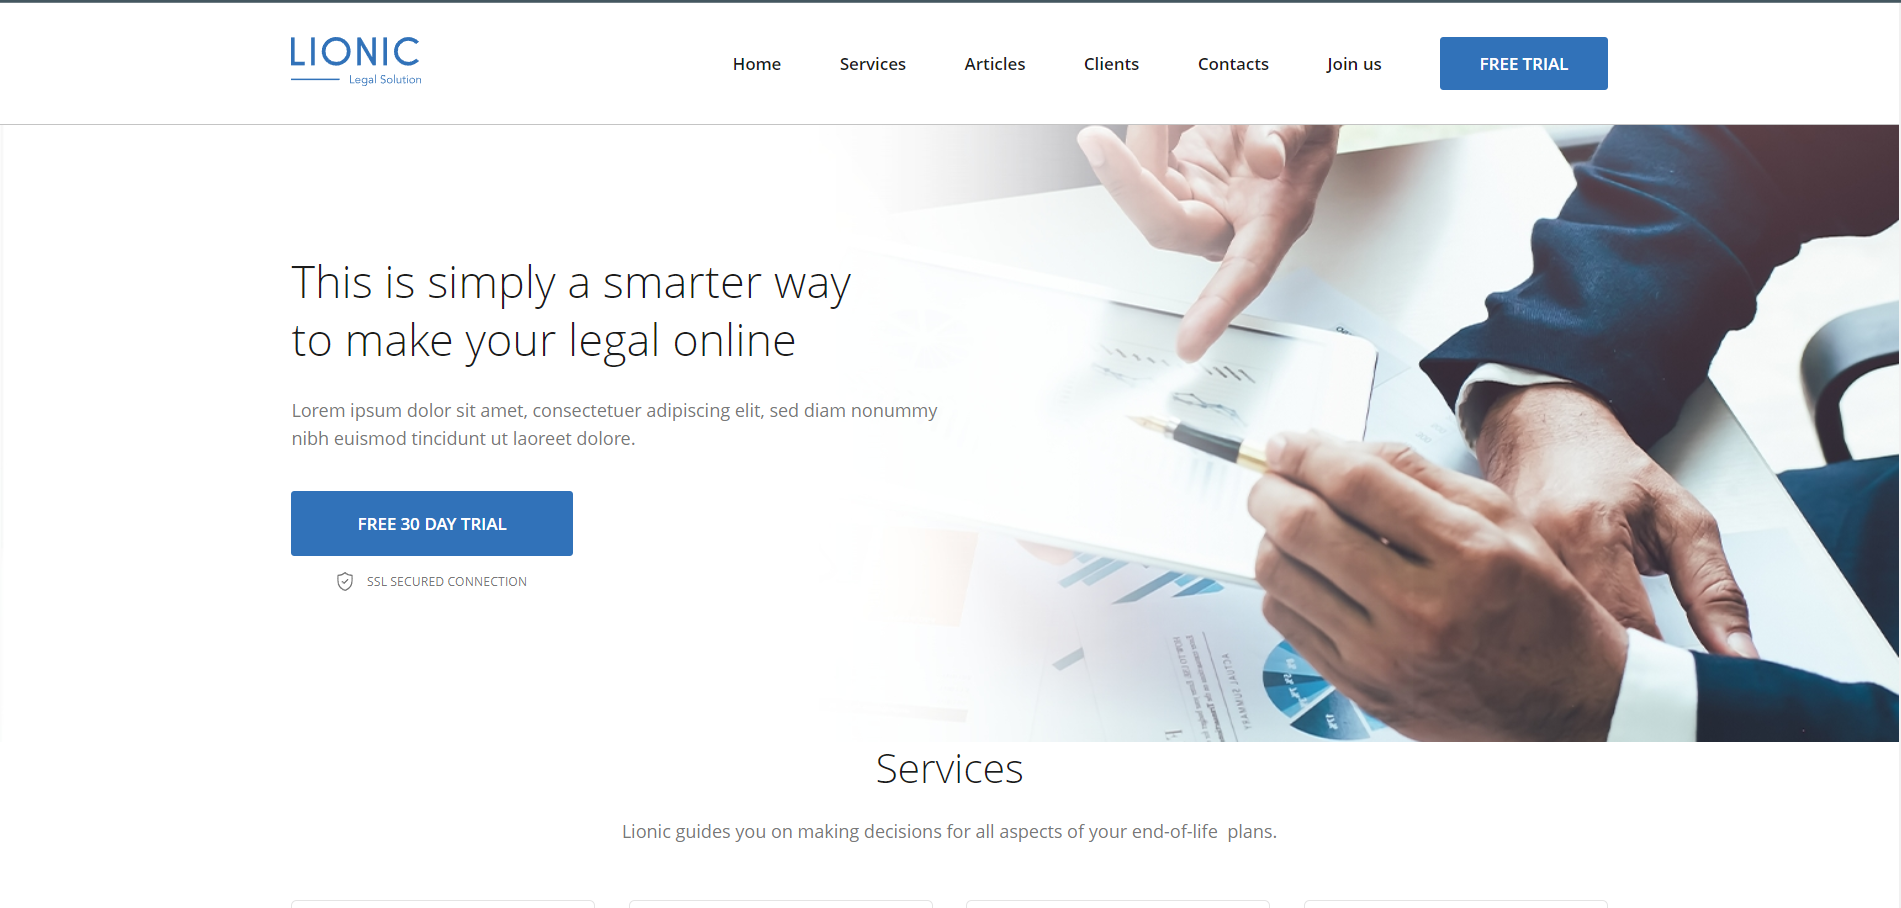 LIONIC
Legal Solution
Home
Services
Articles
Clients
Contacts
Join us
FREE TRIAL
This is simply a smarter way
to make your legal online
Lorem ipsum dolor sit amet, consectetuer adipiscing elit, sed diam nonummy
nibh euismod tincidunt ut laoreet dolore.
FREE 30 DAY TRIAL
SSL SECURED CONNECTION
Services
Lionic guides you on making decisions for all aspects of your end-of-life  plans.